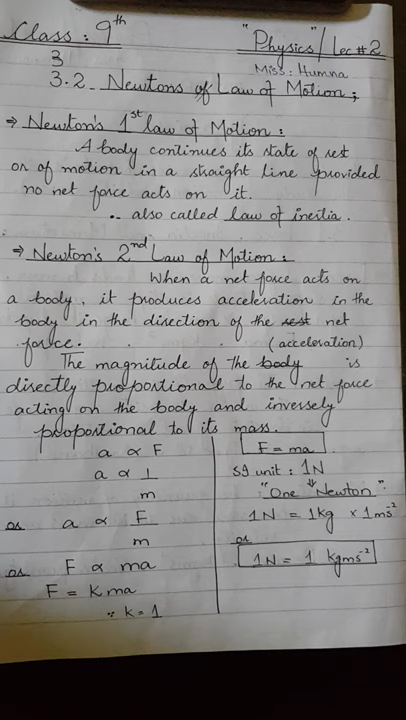 Class : 9th "Physics" / Lec # 2
3 Miss : Humna
3.2 - Newtons of Law of Motion ;
⇒ Newton's 1st law of Motion :
A body continues its state of rest
or of motion in a straight line provided
no net force acts on it.
∴ also called law of inertia .
⇒ Newton's 2nd Law of Motion :
When a net force acts on
a body , it produces acceleration in the
body in the direction of the rest net
force. (acceleration)
The magnitude of the body is
directly proportional to the net force
acting on the body and inversely
proportional to its mass.
a ∝ F
a ∝ 1
m
or a ∝ F
m
or F ∝ ma
F = K ma
∵ k = 1
F = ma
SI unit : 1N
"One Newton"
1N = 1kg × 1ms⁻²
or
1N = 1 kgms⁻²